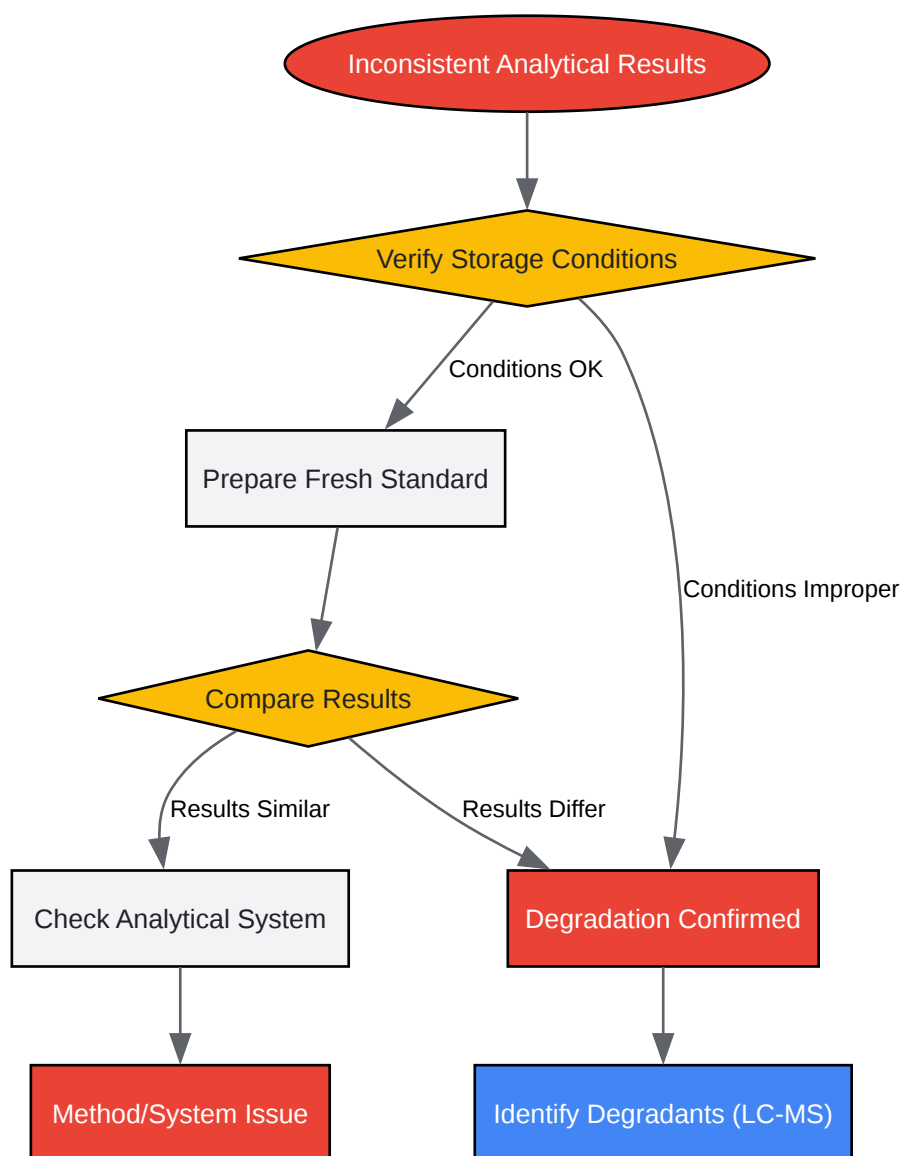 Inconsistent Analytical Results
Verify Storage Conditions
Conditions OK
Prepare Fresh Standard
Conditions Improper
Compare Results
Results Similar
Results Differ
Check Analytical System
Degradation Confirmed
Method/System Issue
Identify Degradants (LC-MS)